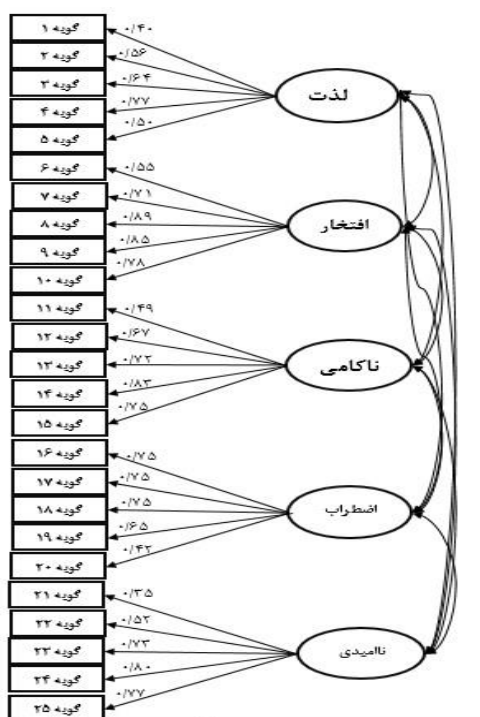 گویه ۱
۰/۴۰
گویه ۲
۰/۵۶
گویه ۳
۰/۶۴
گویه ۴
۰/۷۷
گویه ۵
۰/۵۰
لذت
گویه ۶
۰/۵۵
گویه ۷
۰/۷۱
گویه ۸
۰/۸۹
گویه ۹
۰/۸۵
گویه ۱۰
۰/۷۸
افتخار
گویه ۱۱
۰/۴۹
گویه ۱۲
۰/۶۷
گویه ۱۳
۰/۷۲
گویه ۱۴
۰/۸۳
گویه ۱۵
۰/۷۵
ناکامی
گویه ۱۶
۰/۷۵
گویه ۱۷
۰/۷۵
گویه ۱۸
۰/۷۵
گویه ۱۹
۰/۶۵
گویه ۲۰
۰/۴۲
اضطراب
گویه ۲۱
۰/۳۵
گویه ۲۲
۰/۵۲
گویه ۲۳
۰/۷۳
گویه ۲۴
۰/۸۰
گویه ۲۵
۰/۷۷
ناامیدی